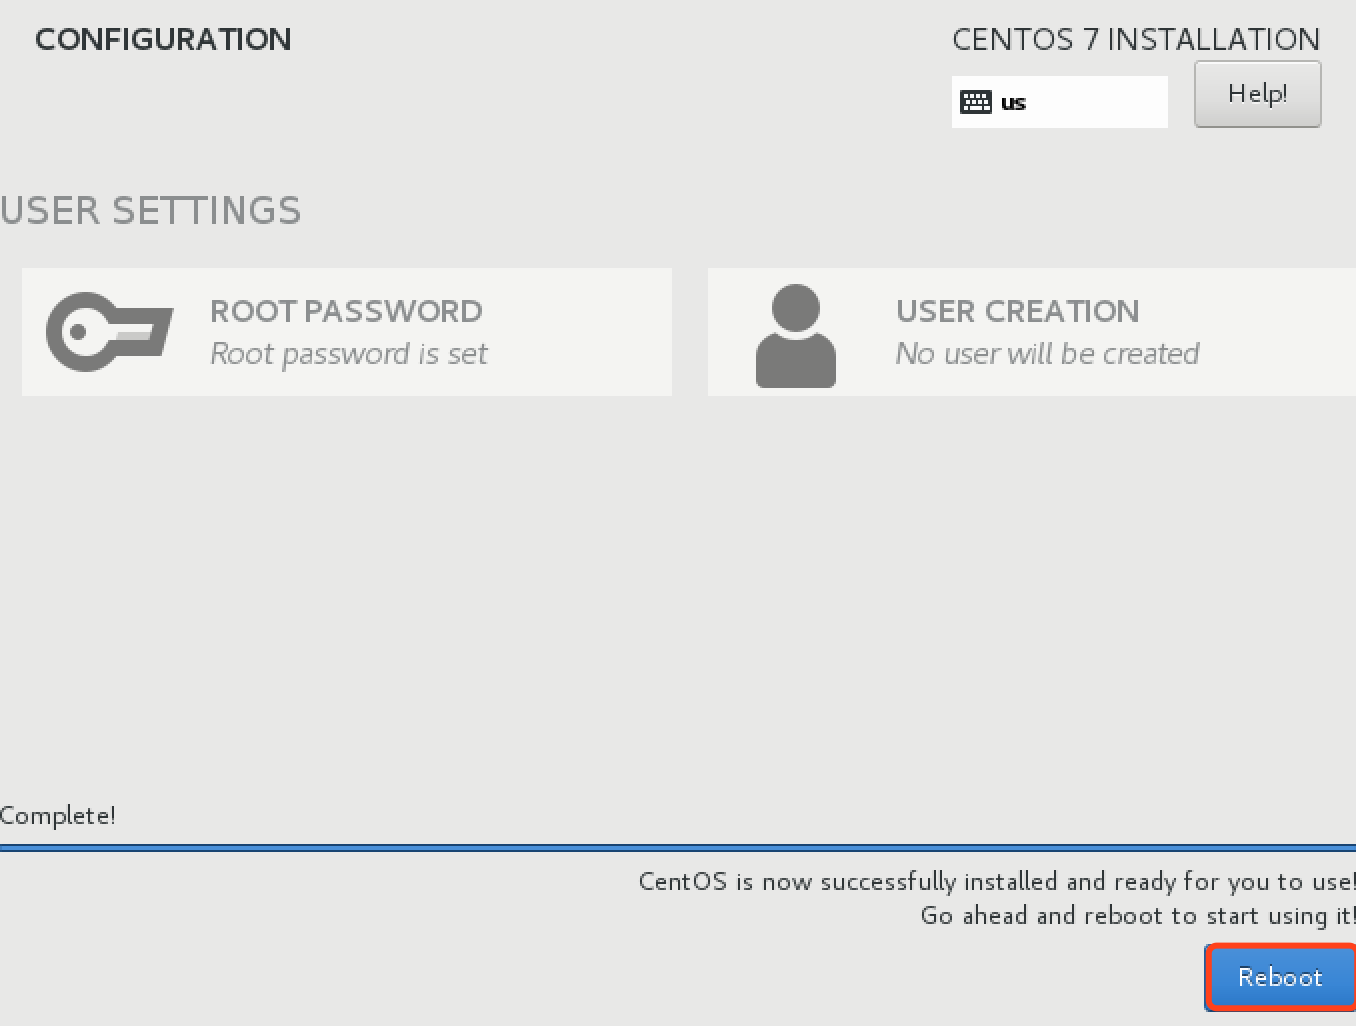 CONFIGURATION
CENTOS 7 INSTALLATION
us
Help!
USER SETTINGS
ROOT PASSWORD
Root password is set
USER CREATION
No user will be created
Complete!
CentOS is now successfully installed and ready for you to use!
Go ahead and reboot to start using it!
Reboot